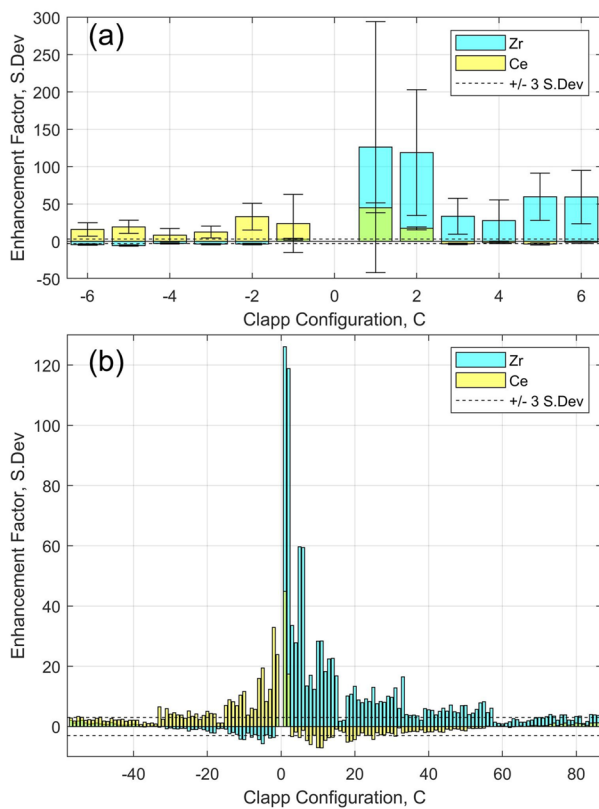 (a)
Enhancement Factor, S.Dev
300
250
200
150
100
50
0
-50
Zr
Ce
+/- 3 S.Dev
-6 -4 -2 0 2 4 6
Clapp Configuration, C
(b)
Enhancement Factor, S.Dev
120
100
80
60
40
20
0
Zr
Ce
+/- 3 S.Dev
-40 -20 0 20 40 60 80
Clapp Configuration, C